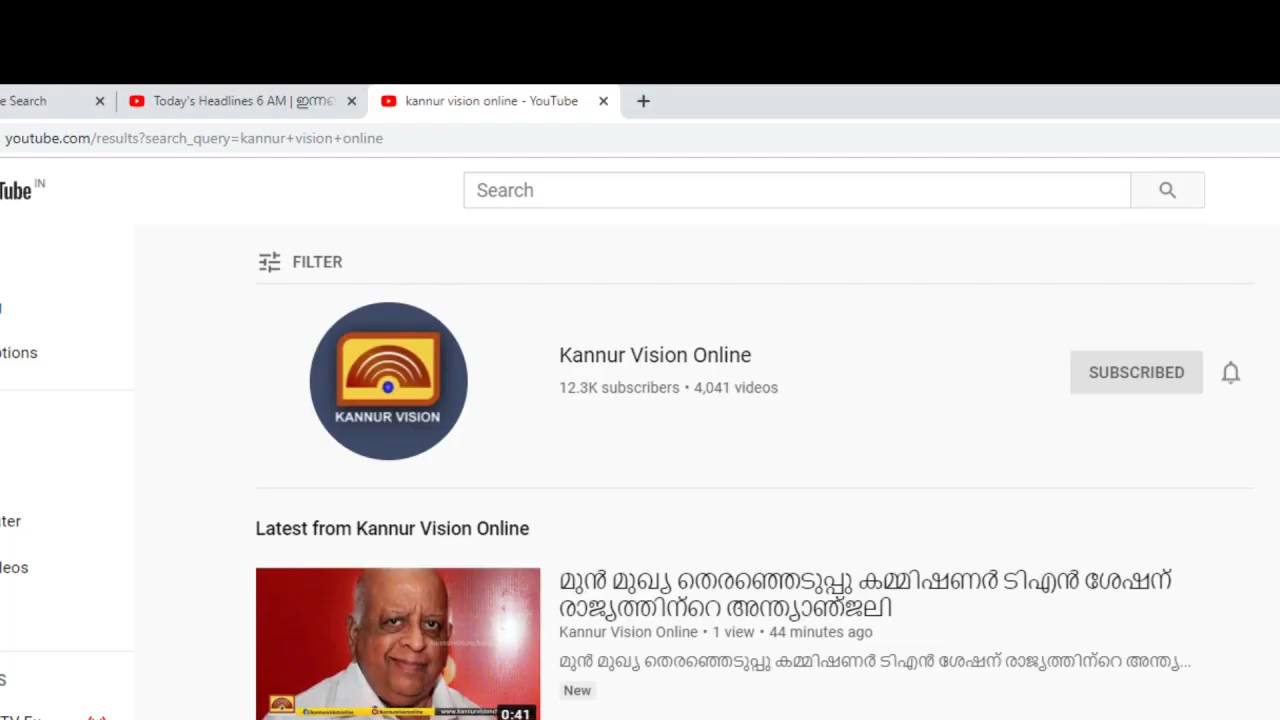 e Search
Today's Headlines 6 AM | ഇന്നെ
kannur vision online - YouTube
youtube.com/results?search_query=kannur+vision+online
Tube IN
Search
FILTER
ptions
KANNUR VISION
Kannur Vision Online
12.3K subscribers • 4,041 videos
SUBSCRIBED
ter
leos
Latest from Kannur Vision Online
മുൻ മുഖ്യ തെരഞ്ഞെടുപ്പു കമ്മിഷണർ ടിഎൻ ശേഷന്
രാജ്യത്തിന്റെ അന്ത്യാഞ്ജലി
Kannur Vision Online • 1 view • 44 minutes ago
മുൻ മുഖ്യ തെരഞ്ഞെടുപ്പു കമ്മിഷണർ ടിഎൻ ശേഷന് രാജ്യത്തിന്റെ അന്ത്യ...
New
S
0:41